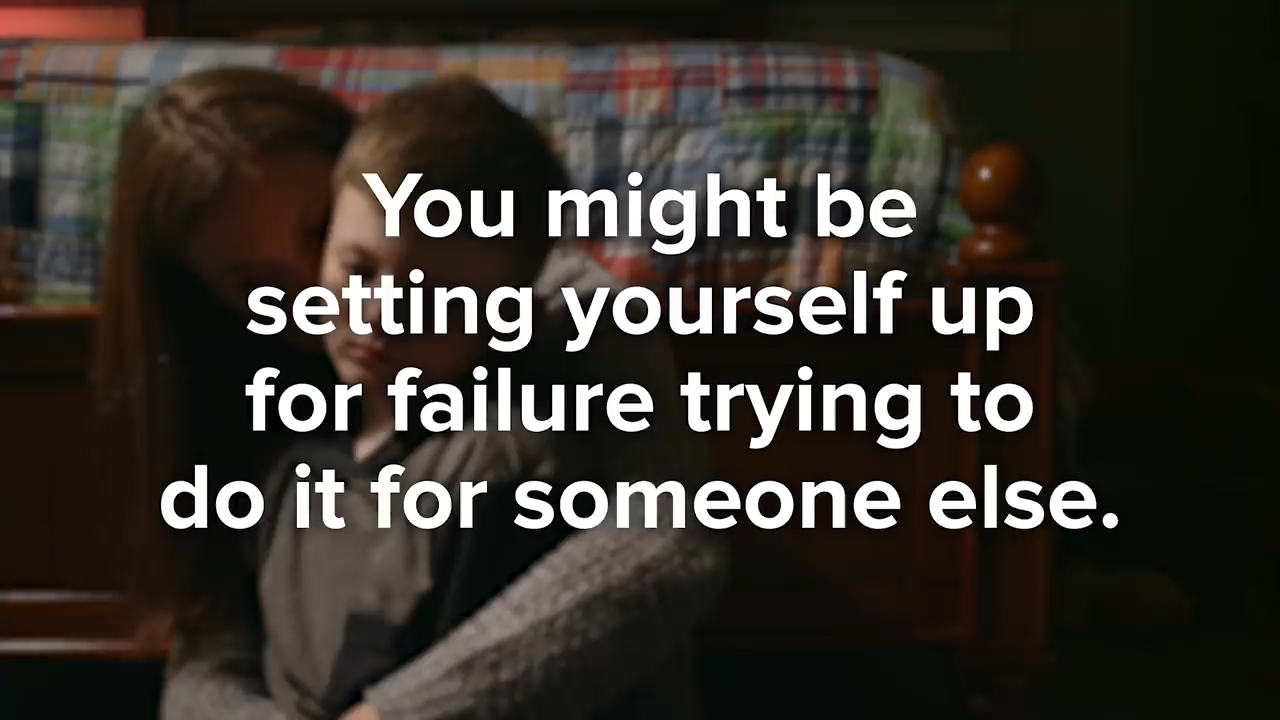 You might be
setting yourself up
for failure trying to
do it for someone else.